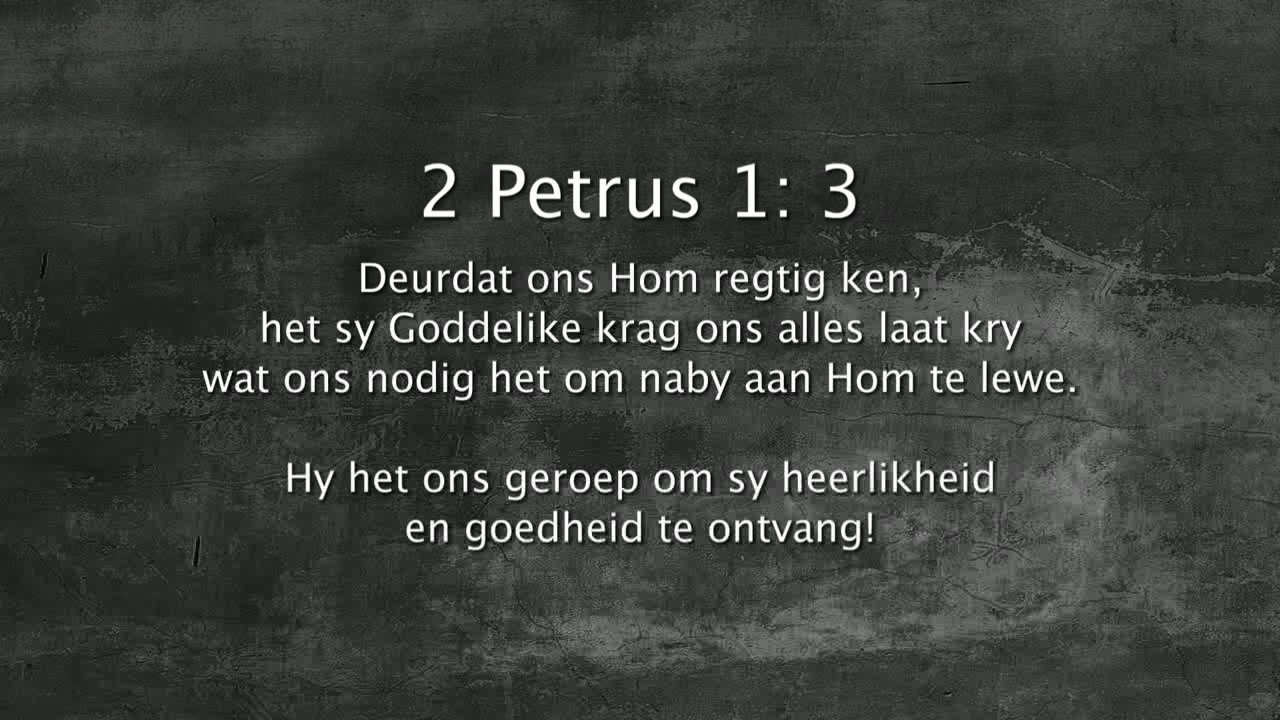 2 Petrus 1: 3
Deurdat ons Hom regtig ken,
het sy Goddelike krag ons alles laat kry
wat ons nodig het om naby aan Hom te lewe.
Hy het ons geroep om sy heerlikheid
en goedheid te ontvang!